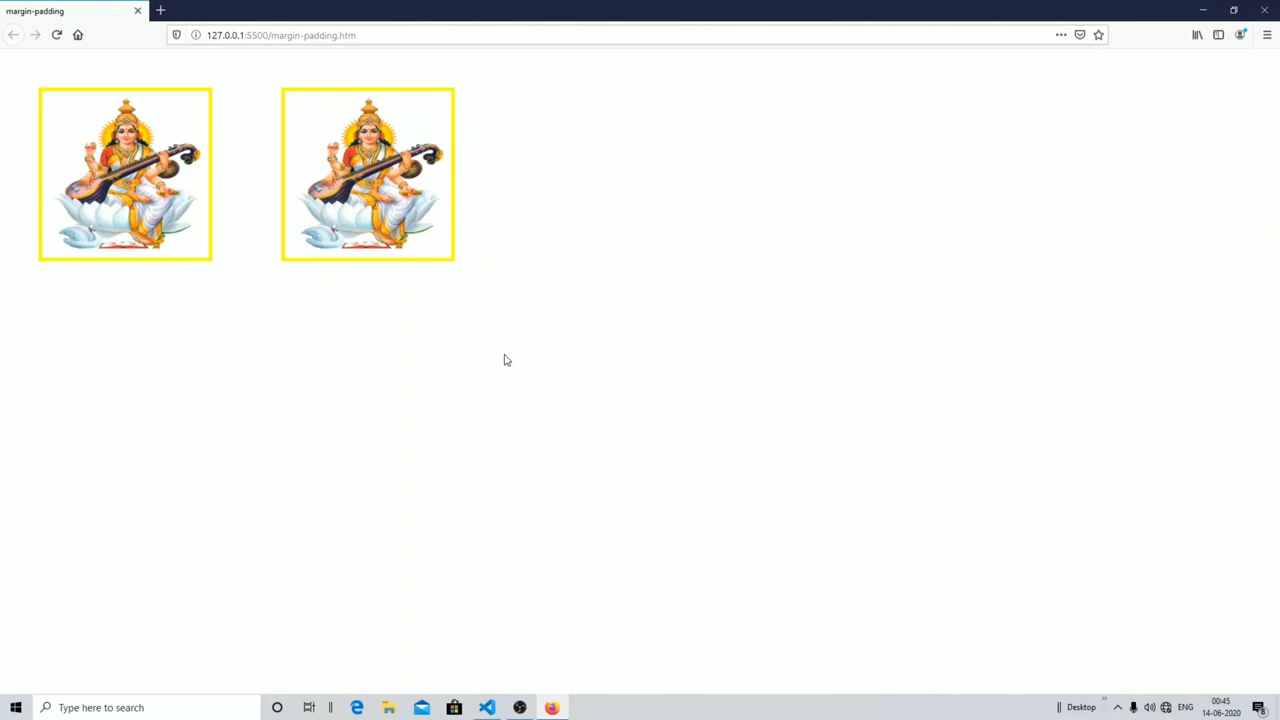 margin-padding
127.0.0.1:5500/margin-padding.htm
Type here to search
Desktop
ENG
00:45
14-06-2020
8